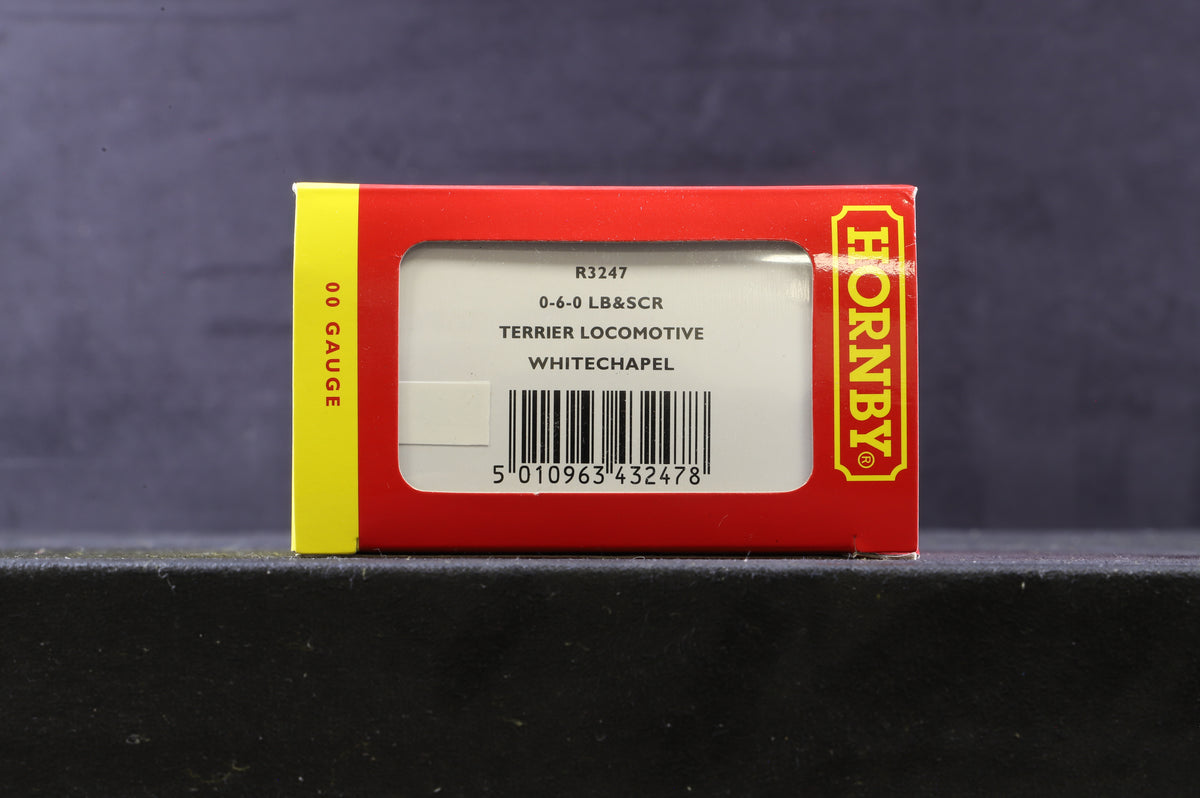 00 GAUGE
R3247
0-6-0 LB&SCR
TERRIER LOCOMOTIVE
WHITECHAPEL
5 010963 432478
HORNBY®